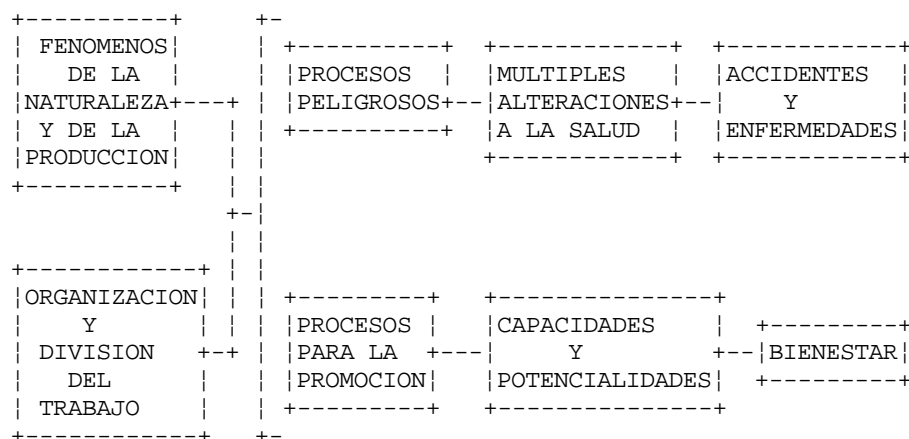 FENOMENOS
DE LA
NATURALEZA
Y DE LA
PRODUCCION
PROCESOS
PELIGROSOS
MULTIPLES
ALTERACIONES
A LA SALUD
ACCIDENTES
Y
ENFERMEDADES
ORGANIZACION
Y
DIVISION
DEL
TRABAJO
PROCESOS
PARA LA
PROMOCION
CAPACIDADES
Y
POTENCIALIDADES
BIENESTAR